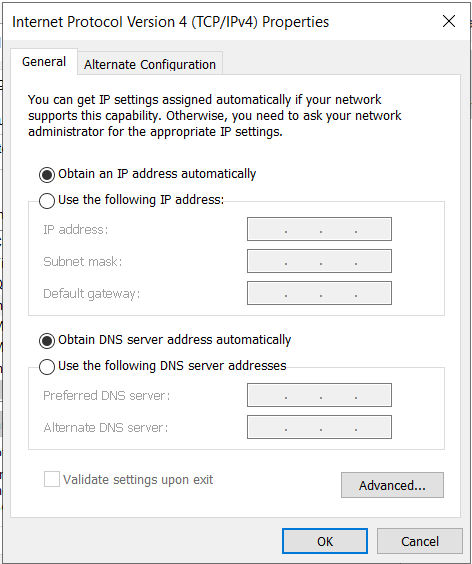 Internet Protocol Version 4 (TCP/IPv4) Properties
General
Alternate Configuration
You can get IP settings assigned automatically if your network
supports this capability. Otherwise, you need to ask your network
administrator for the appropriate IP settings.
Obtain an IP address automatically
Use the following IP address:
IP address:
Subnet mask:
Default gateway:
Obtain DNS server address automatically
Use the following DNS server addresses
Preferred DNS server:
Alternate DNS server:
Validate settings upon exit
Advanced...
OK
Cancel